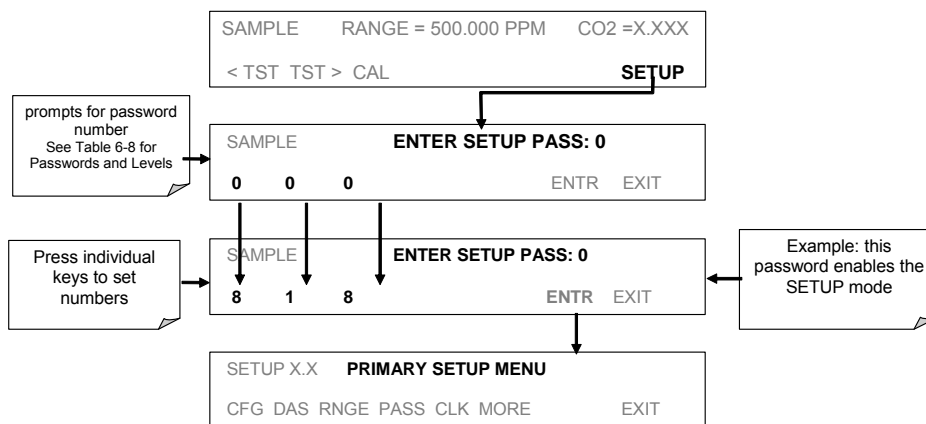 SAMPLE RANGE = 500.000 PPM CO2 =X.XXX
< TST TST > CAL SETUP
prompts for password
number
See Table 6-8 for
Passwords and Levels
SAMPLE ENTER SETUP PASS: 0
0 0 0 ENTR EXIT
Press individual
keys to set
numbers
SAMPLE ENTER SETUP PASS: 0
8 1 8 ENTR EXIT
Example: this
password enables the
SETUP mode
SETUP X.X PRIMARY SETUP MENU
CFG DAS RNGE PASS CLK MORE EXIT